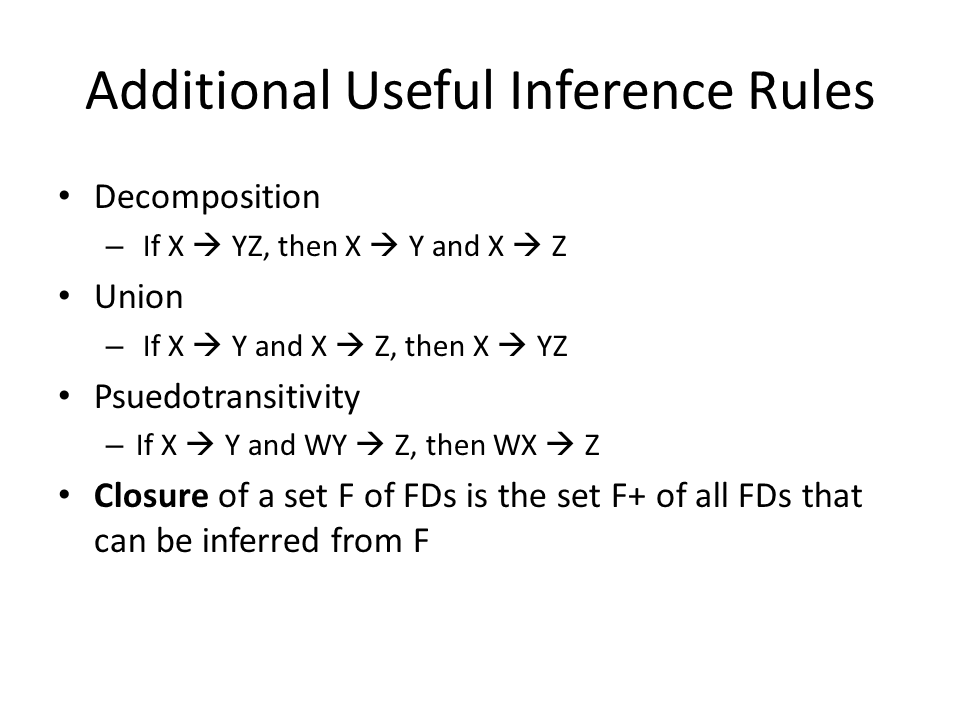 Additional Useful Inference Rules
• Decomposition
– If X → YZ, then X → Y and X → Z
• Union
– If X → Y and X → Z, then X → YZ
• Psuedotransitivity
– If X → Y and WY → Z, then WX → Z
• Closure of a set F of FDs is the set F+ of all FDs that
can be inferred from F